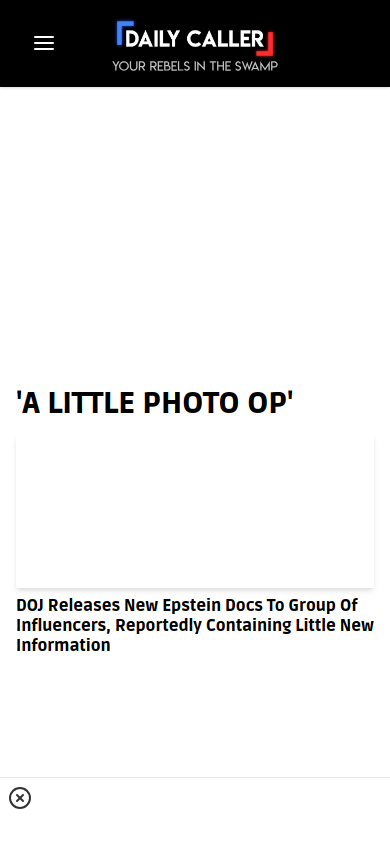 DAILY CALLER
YOUR REBELS IN THE SWAMP
'A LITTLE PHOTO OP'
DOJ Releases New Epstein Docs To Group Of
Influencers, Reportedly Containing Little New
Information